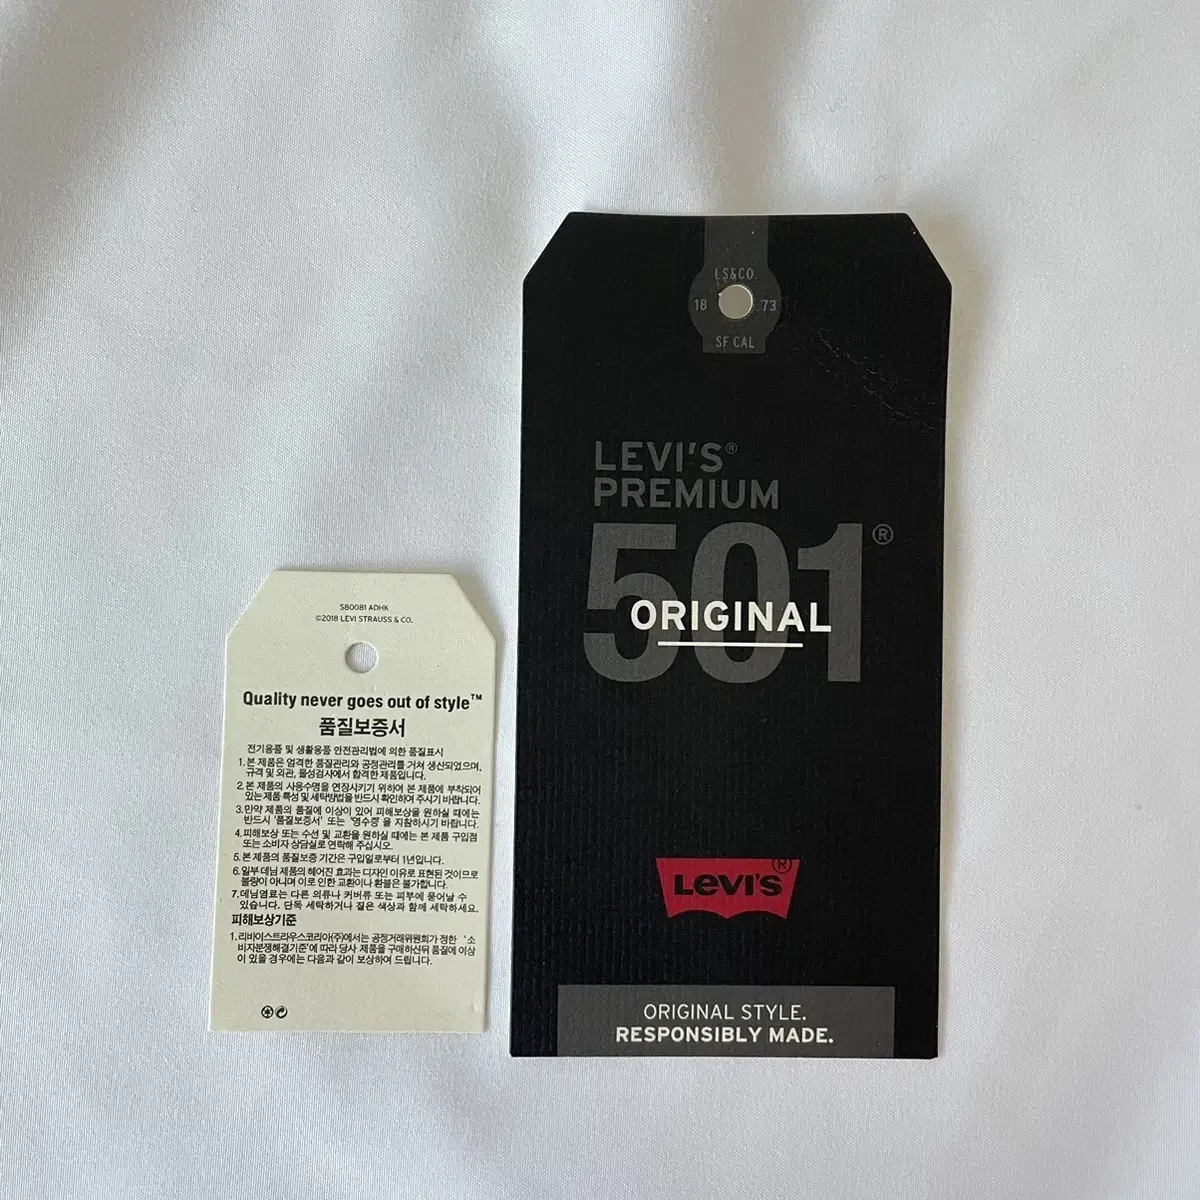 S80081 ADHK
©2018 LEVI STRAUSS & CO.
Quality never goes out of style™
품질보증서
전기용품 및 생활용품 안전관리법에 의한 품질표시
1. 본 제품은 엄격한 품질관리와 공정관리를 거쳐 생산되었으며,
규격 및 외관, 물성검사에서 합격한 제품입니다.
2. 본 제품의 사용수명을 연장시키기 위하여 본 제품에 부착되어
있는 제품 특성 및 세탁방법을 반드시 확인하여 주시기 바랍니다.
3. 만약 제품의 품질에 이상이 있어 피해보상을 원하실 때에는
반드시 '품질보증서' 또는 '영수증'을 지참하시기 바랍니다.
4. 피해보상 또는 수선 및 교환을 원하실 때에는 본 제품 구입점
또는 소비자 상담실로 연락해 주십시오.
5. 본 제품의 품질보증 기간은 구입일로부터 1년입니다.
6. 일부 데님 제품의 헤어진 효과는 디자인 이유로 표현된 것이므로
불량이 아니며 이로 인한 교환이나 환불은 불가합니다.
7. 데님염료는 다른 의류나 커버류 또는 피부에 묻어날 수
있습니다. 단독 세탁하거나 짙은 색상과 함께 세탁하세요.
피해보상기준
1. 리바이스트라우스코리아(주)에서는 공정거래위원회가 정한 '소
비자분쟁해결기준'에 따라 당사 제품을 구매하신뒤 품질에 이상
이 있을 경우에는 다음과 같이 보상하여 드립니다.
LS&CO.
18 73
SF CAL
LEVI'S®
PREMIUM
501®
ORIGINAL
LEVI'S®
ORIGINAL STYLE.
RESPONSIBLY MADE.